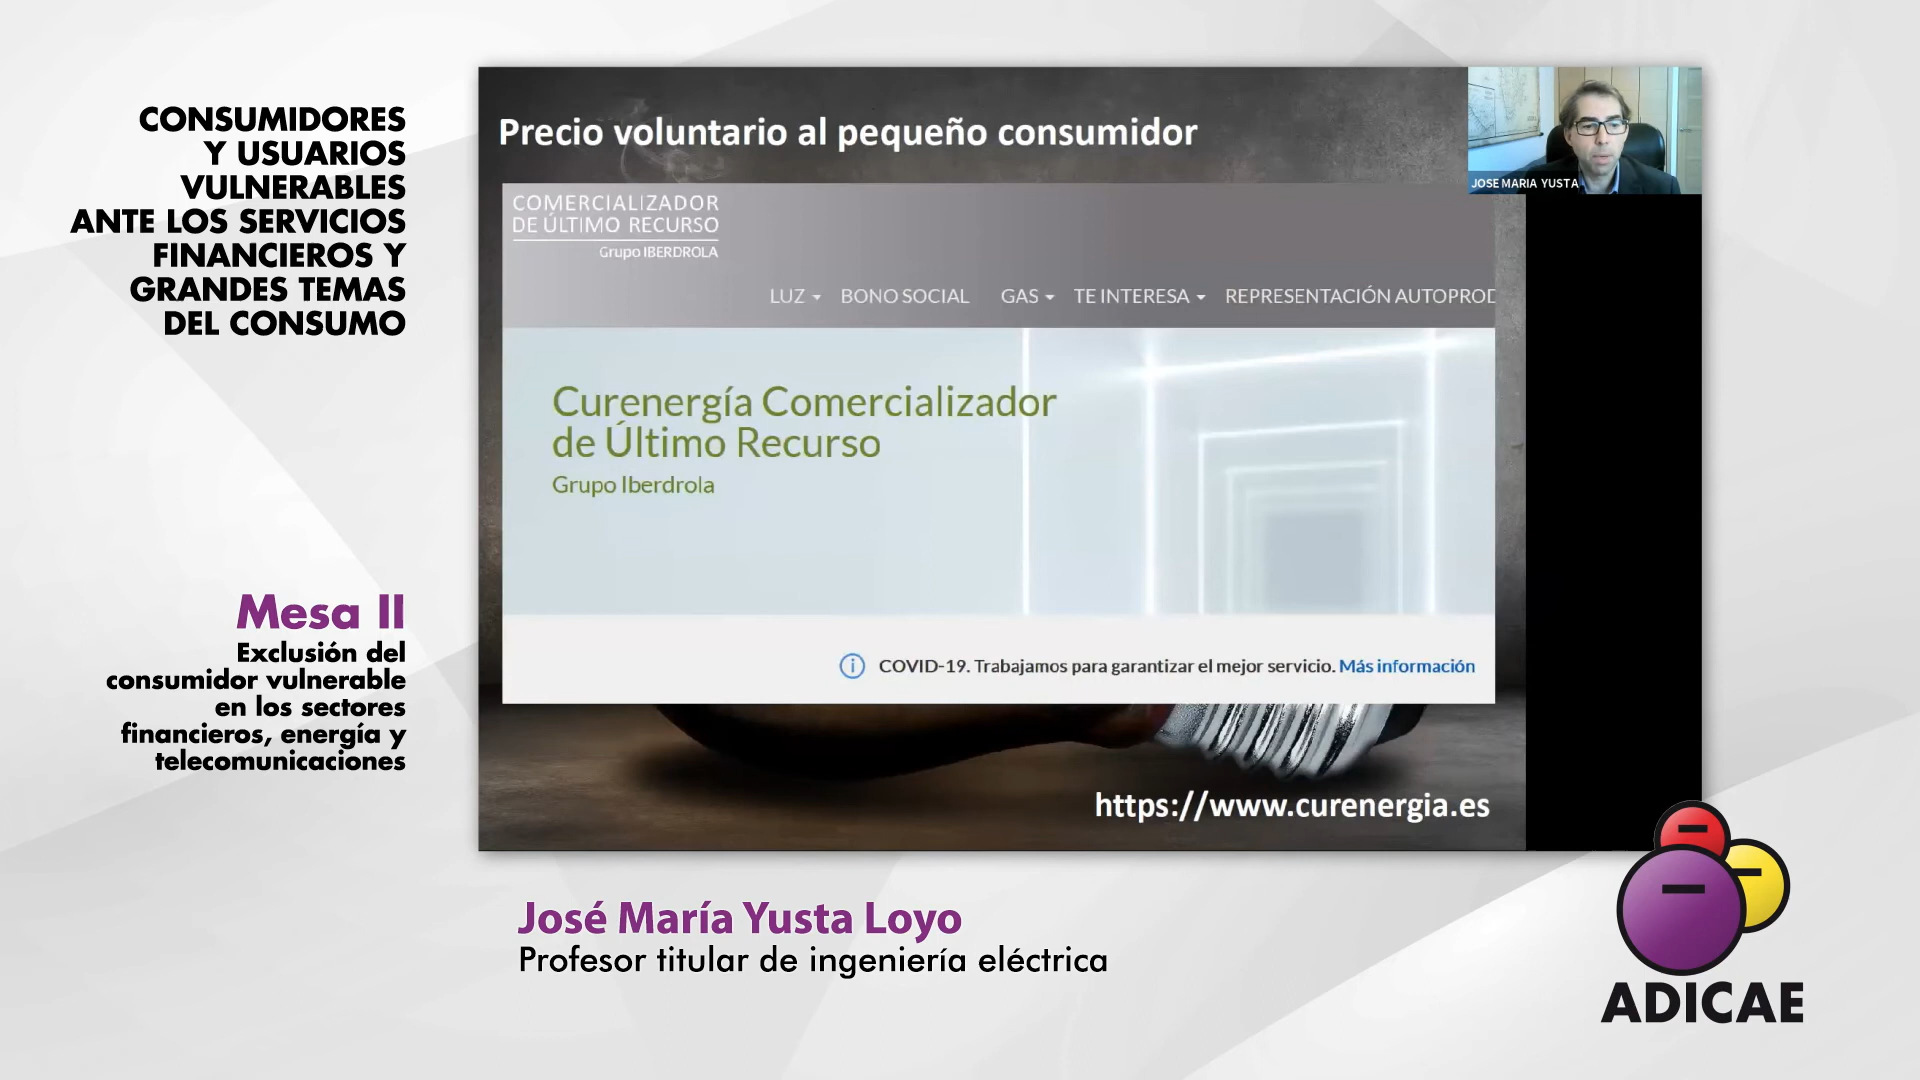 CONSUMIDORES
Y USUARIOS
VULNERABLES
ANTE LOS SERVICIOS
FINANCIEROS Y
GRANDES TEMAS
DEL CONSUMO
Mesa II
Exclusión del
consumidor vulnerable
en los sectores
financieros, energía y
telecomunicaciones
Precio voluntario al pequeño consumidor
JOSE MARIA YUSTA
COMERCIALIZADOR
DE ÚLTIMO RECURSO
Grupo IBERDROLA
LUZ BONO SOCIAL GAS TE INTERESA REPRESENTACIÓN AUTOPROD
Curenergía Comercializador
de Último Recurso
Grupo Iberdrola
COVID-19. Trabajamos para garantizar el mejor servicio. Más información
https://www.curenergia.es
José María Yusta Loyo
Profesor titular de ingeniería eléctrica
ADICAE